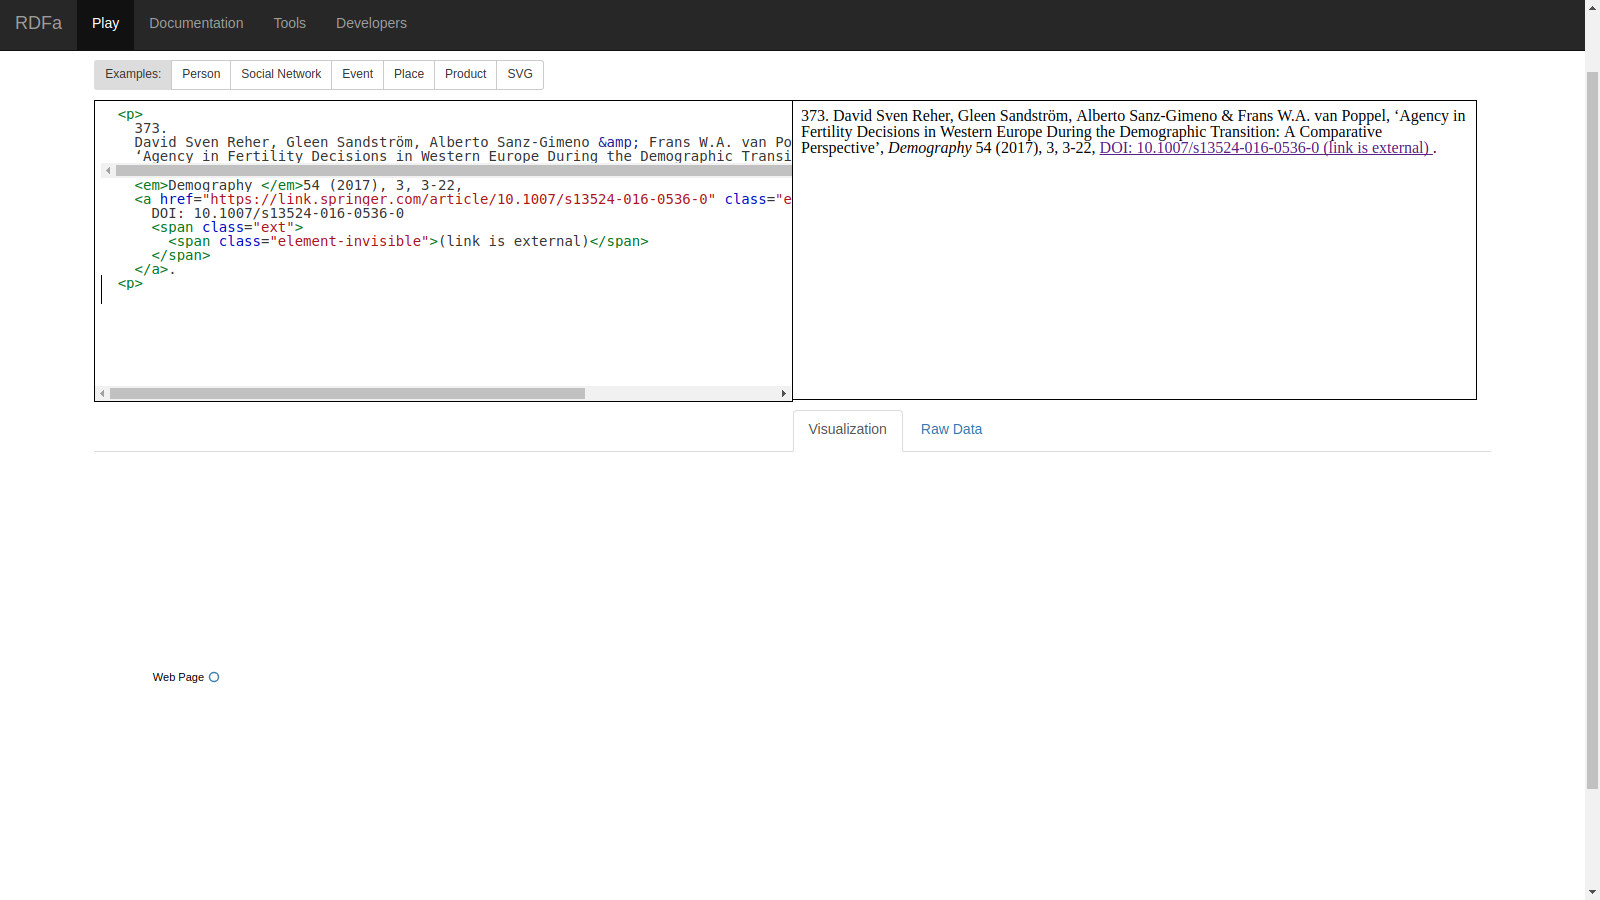 RDFa Play Documentation Tools Developers
Examples: Person Social Network Event Place Product SVG
<p>
373.
David Sven Reher, Gleen Sandström, Alberto Sanz-Gimeno &amp; Frans W.A. van Po
‘Agency in Fertility Decisions in Western Europe During the Demographic Transi
<em>Demography </em>54 (2017), 3, 3-22,
<a href="https://link.springer.com/article/10.1007/s13524-016-0536-0" class="e
DOI: 10.1007/s13524-016-0536-0
<span class="ext">
<span class="element-invisible">(link is external)</span>
</span>
</a>.
<p>
373. David Sven Reher, Gleen Sandström, Alberto Sanz-Gimeno & Frans W.A. van Poppel, ‘Agency in
Fertility Decisions in Western Europe During the Demographic Transition: A Comparative
Perspective’, Demography 54 (2017), 3, 3-22, DOI: 10.1007/s13524-016-0536-0 (link is external) .
Visualization Raw Data
Web Page